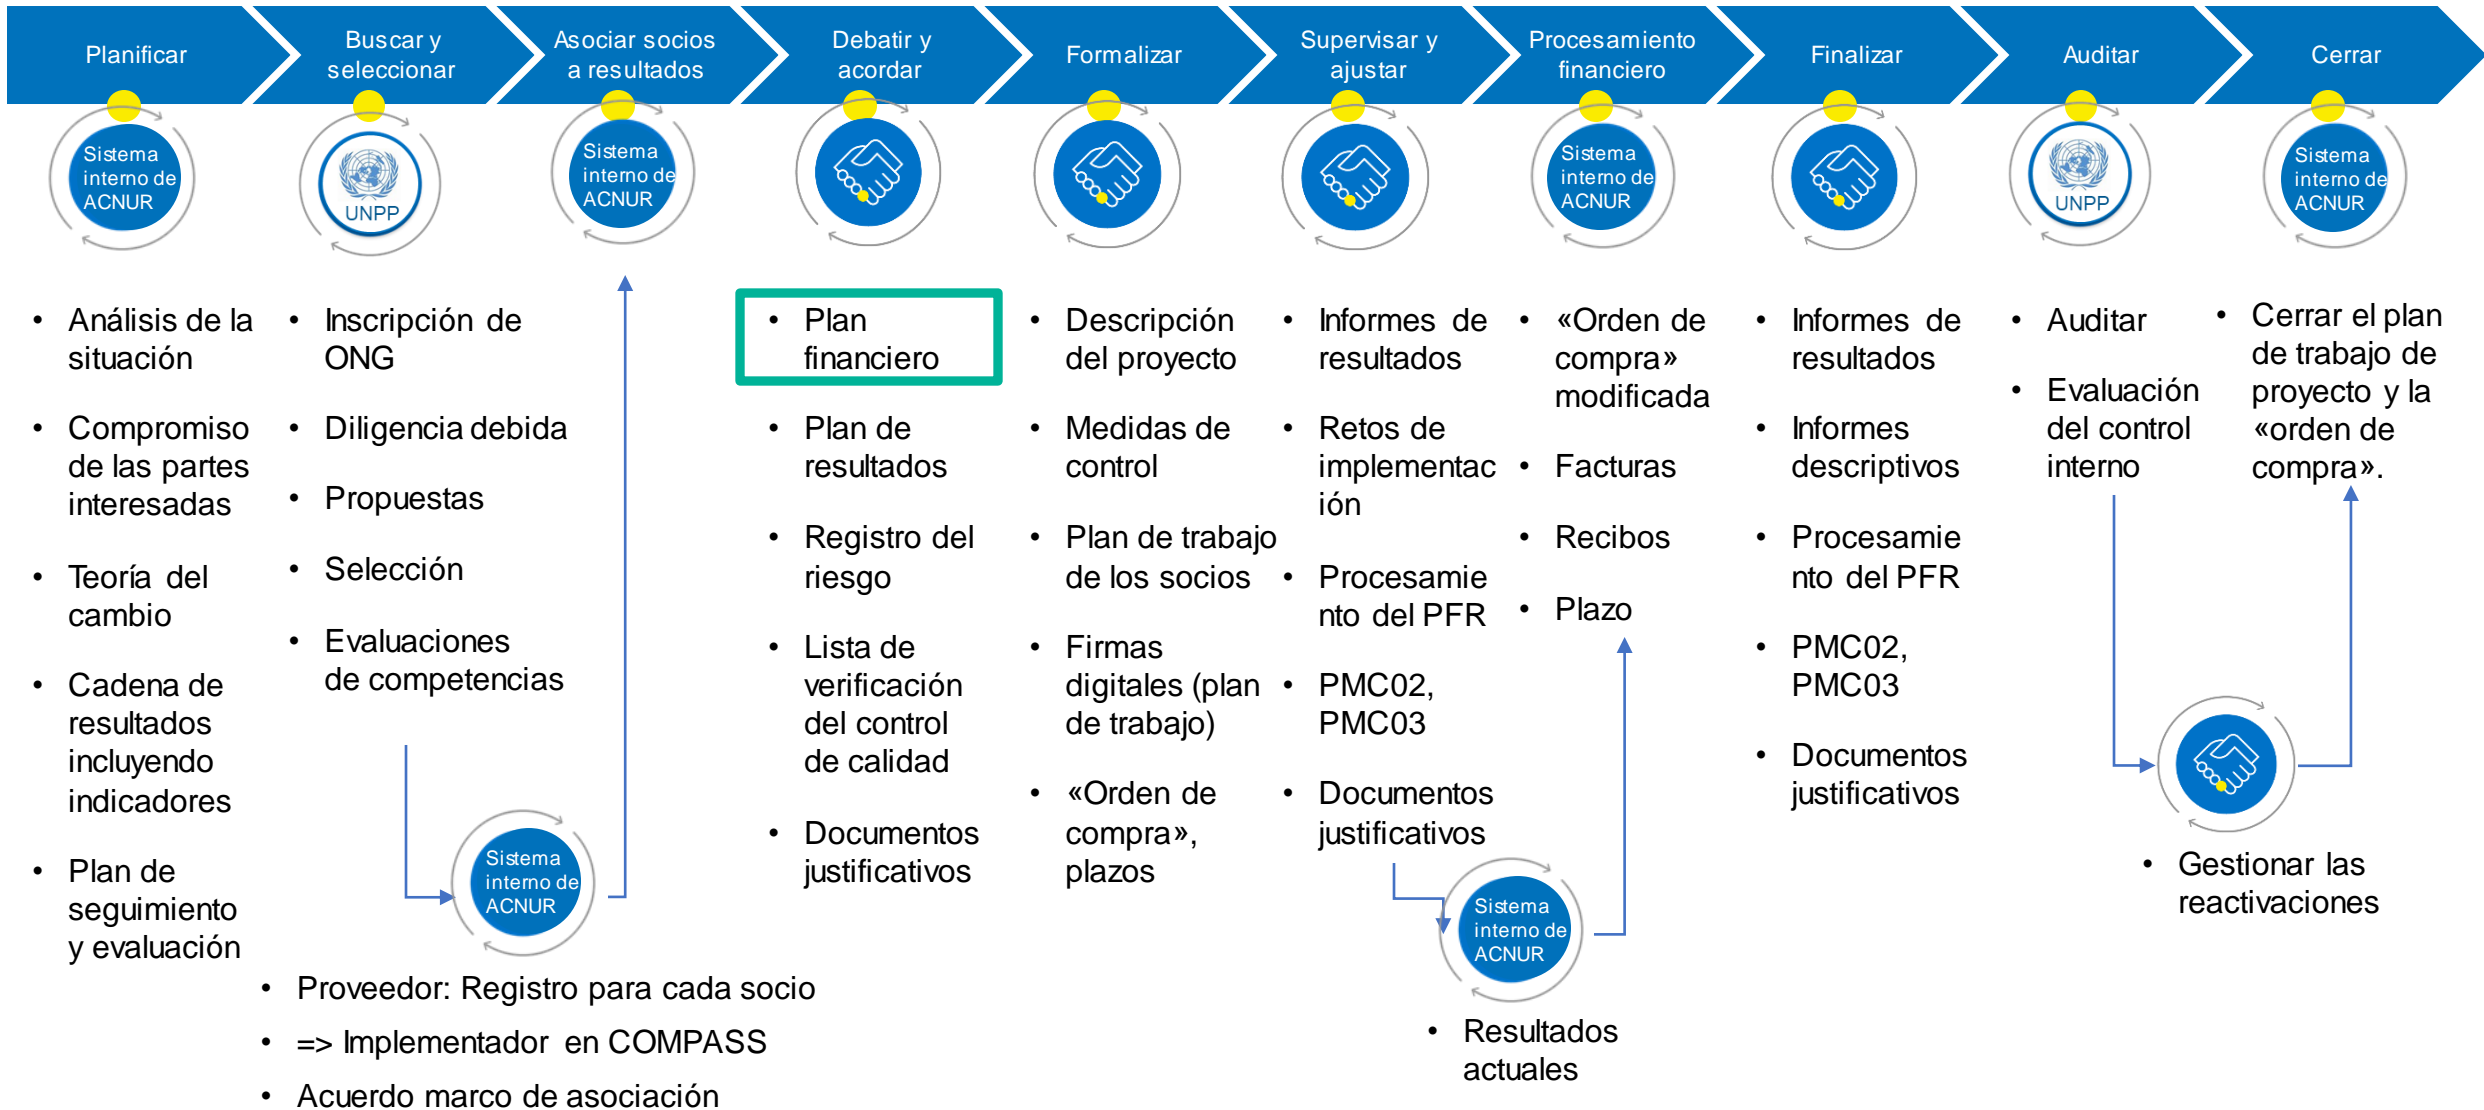 Planificar
Buscar y
seleccionar
Asociar socios
a resultados
Debatir y
acordar
Formalizar
Supervisar y
ajustar
Procesamiento
financiero
Finalizar
Auditar
Cerrar
Sistema
interno de
ACNUR
UNPP
Sistema
interno de
ACNUR
Sistema
interno de
ACNUR
UNPP
Sistema
interno de
ACNUR
• Análisis de la
situación
• Compromiso
de las partes
interesadas
• Teoría del
cambio
• Cadena de
resultados
incluyendo
indicadores
• Plan de
seguimiento
y evaluación
• Inscripción de
ONG
• Diligencia debida
• Propuestas
• Selección
• Evaluaciones
de competencias
Sistema
interno de
ACNUR
• Proveedor: Registro para cada socio
• => Implementador en COMPASS
• Acuerdo marco de asociación
• Plan
financiero
• Plan de
resultados
• Registro del
riesgo
• Lista de
verificación
del control
de calidad
• Documentos
justificativos
• Descripción
del proyecto
• Medidas de
control
• Plan de trabajo
de los socios
• Firmas
digitales (plan
de trabajo)
• «Orden de
compra»,
plazos
• Informes de
resultados
• Retos de
implementac
ión
• Procesamie
nto del PFR
• PMC02,
PMC03
• Documentos
justificativos
Sistema
interno de
ACNUR
• Resultados
actuales
• «Orden de
compra»
modificada
• Facturas
• Recibos
• Plazo
• Informes de
resultados
• Informes
descriptivos
• Procesamie
nto del PFR
• PMC02,
PMC03
• Documentos
justificativos
• Auditar
• Evaluación
del control
interno
• Gestionar las
reactivaciones
• Cerrar el plan
de trabajo de
proyecto y la
«orden de
compra».